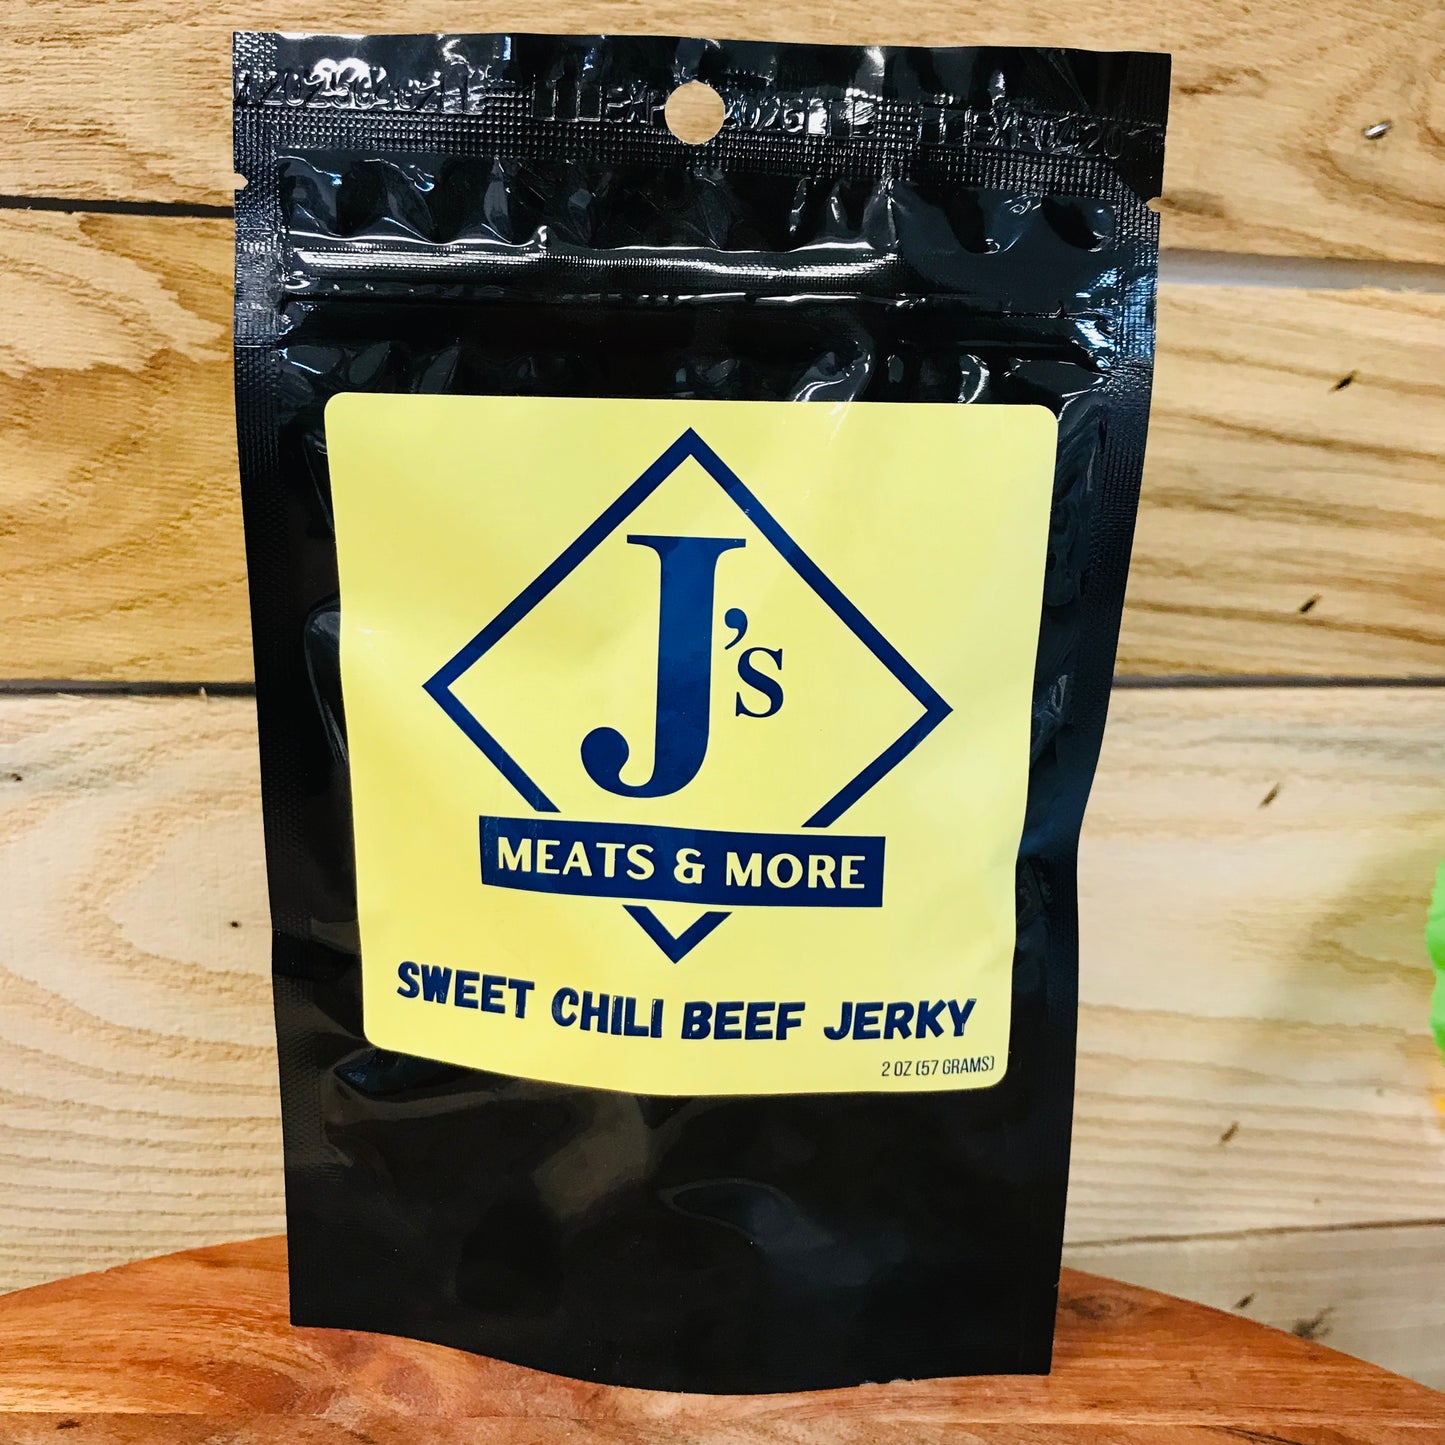 J's
MEATS & MORE
SWEET CHILI BEEF JERKY
2 OZ (57 GRAMS)